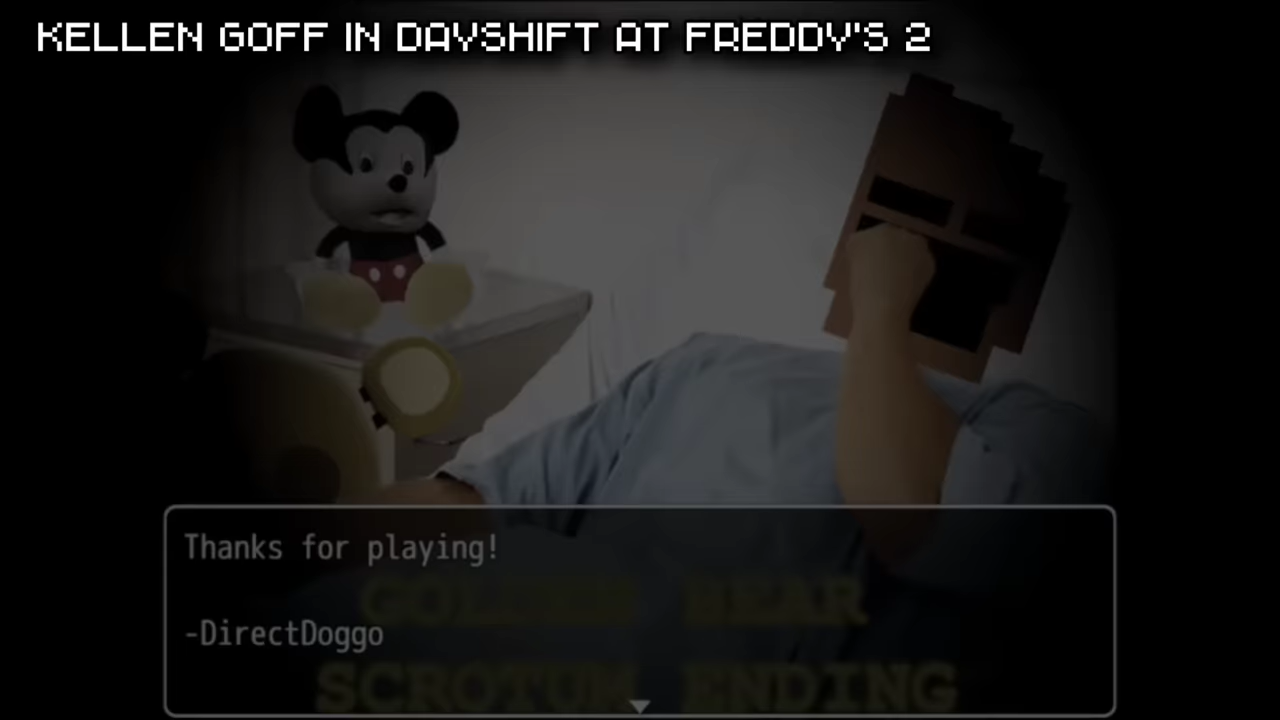 KELLEN GOFF IN DAYSHIFT AT FREDDY'S 2
Thanks for playing!
GOLDEN BEAR
-DirectDoggo
SCROTUM ENDING